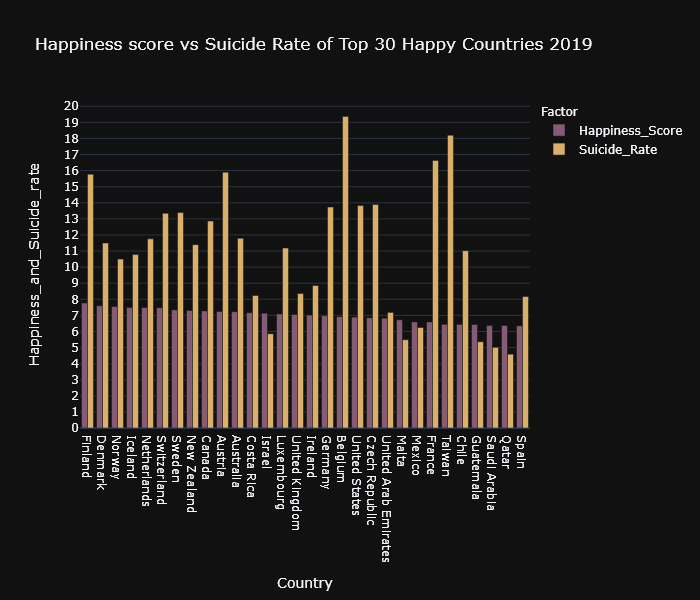 Happiness score vs Suicide Rate of Top 30 Happy Countries 2019
Factor
Happiness_Score
Suicide_Rate
Happiness_and_Suicide_rate
20
19
18
17
16
15
14
13
12
11
10
9
8
7
6
5
4
3
2
1
0
Finland
Denmark
Norway
Iceland
Netherlands
Switzerland
Sweden
New Zealand
Canada
Austria
Australia
Costa Rica
Israel
Luxembourg
United Kingdom
Ireland
Germany
Belgium
United States
Czech Republic
United Arab Emirates
Malta
Mexico
France
Taiwan
Chile
Guatemala
Saudi Arabia
Qatar
Spain
Country